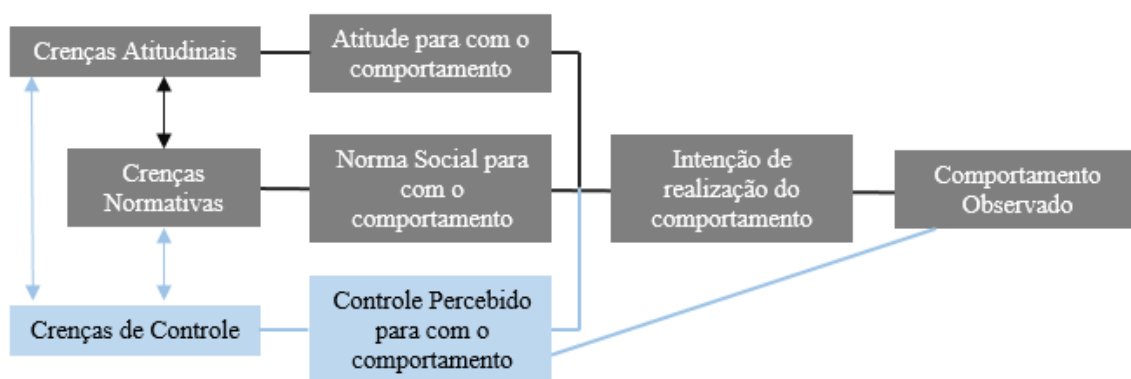 Crenças Atitudinais
Atitude para com o
comportamento
Crenças
Normativas
Norma Social para
com o
comportamento
Intenção de
realização do
comportamento
Comportamento
Observado
Crenças de Controle
Controle Percebido
para com o
comportamento